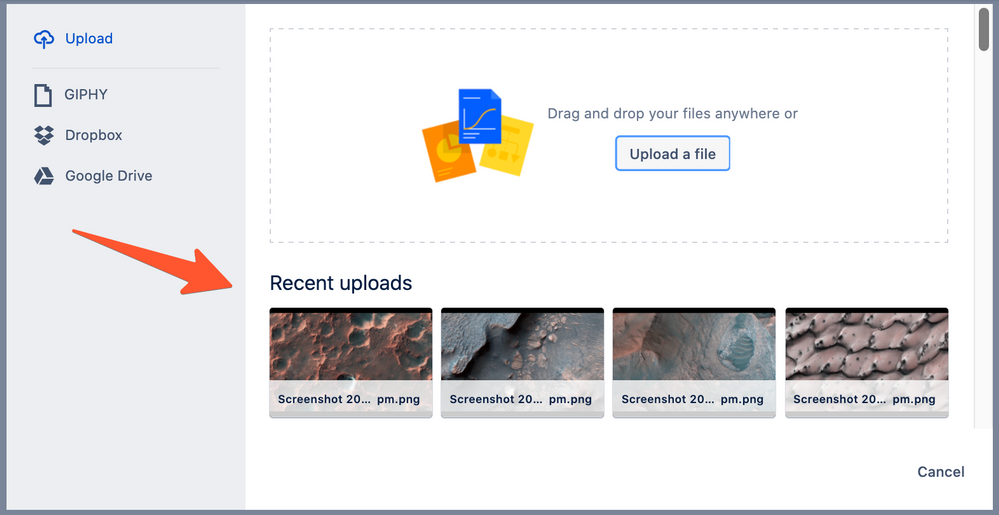 Upload
GIPHY
Dropbox
Google Drive
Drag and drop your files anywhere or
Upload a file
Recent uploads
Screenshot 20... pm.png
Screenshot 20... pm.png
Screenshot 20... pm.png
Screenshot 20... pm.png
Cancel